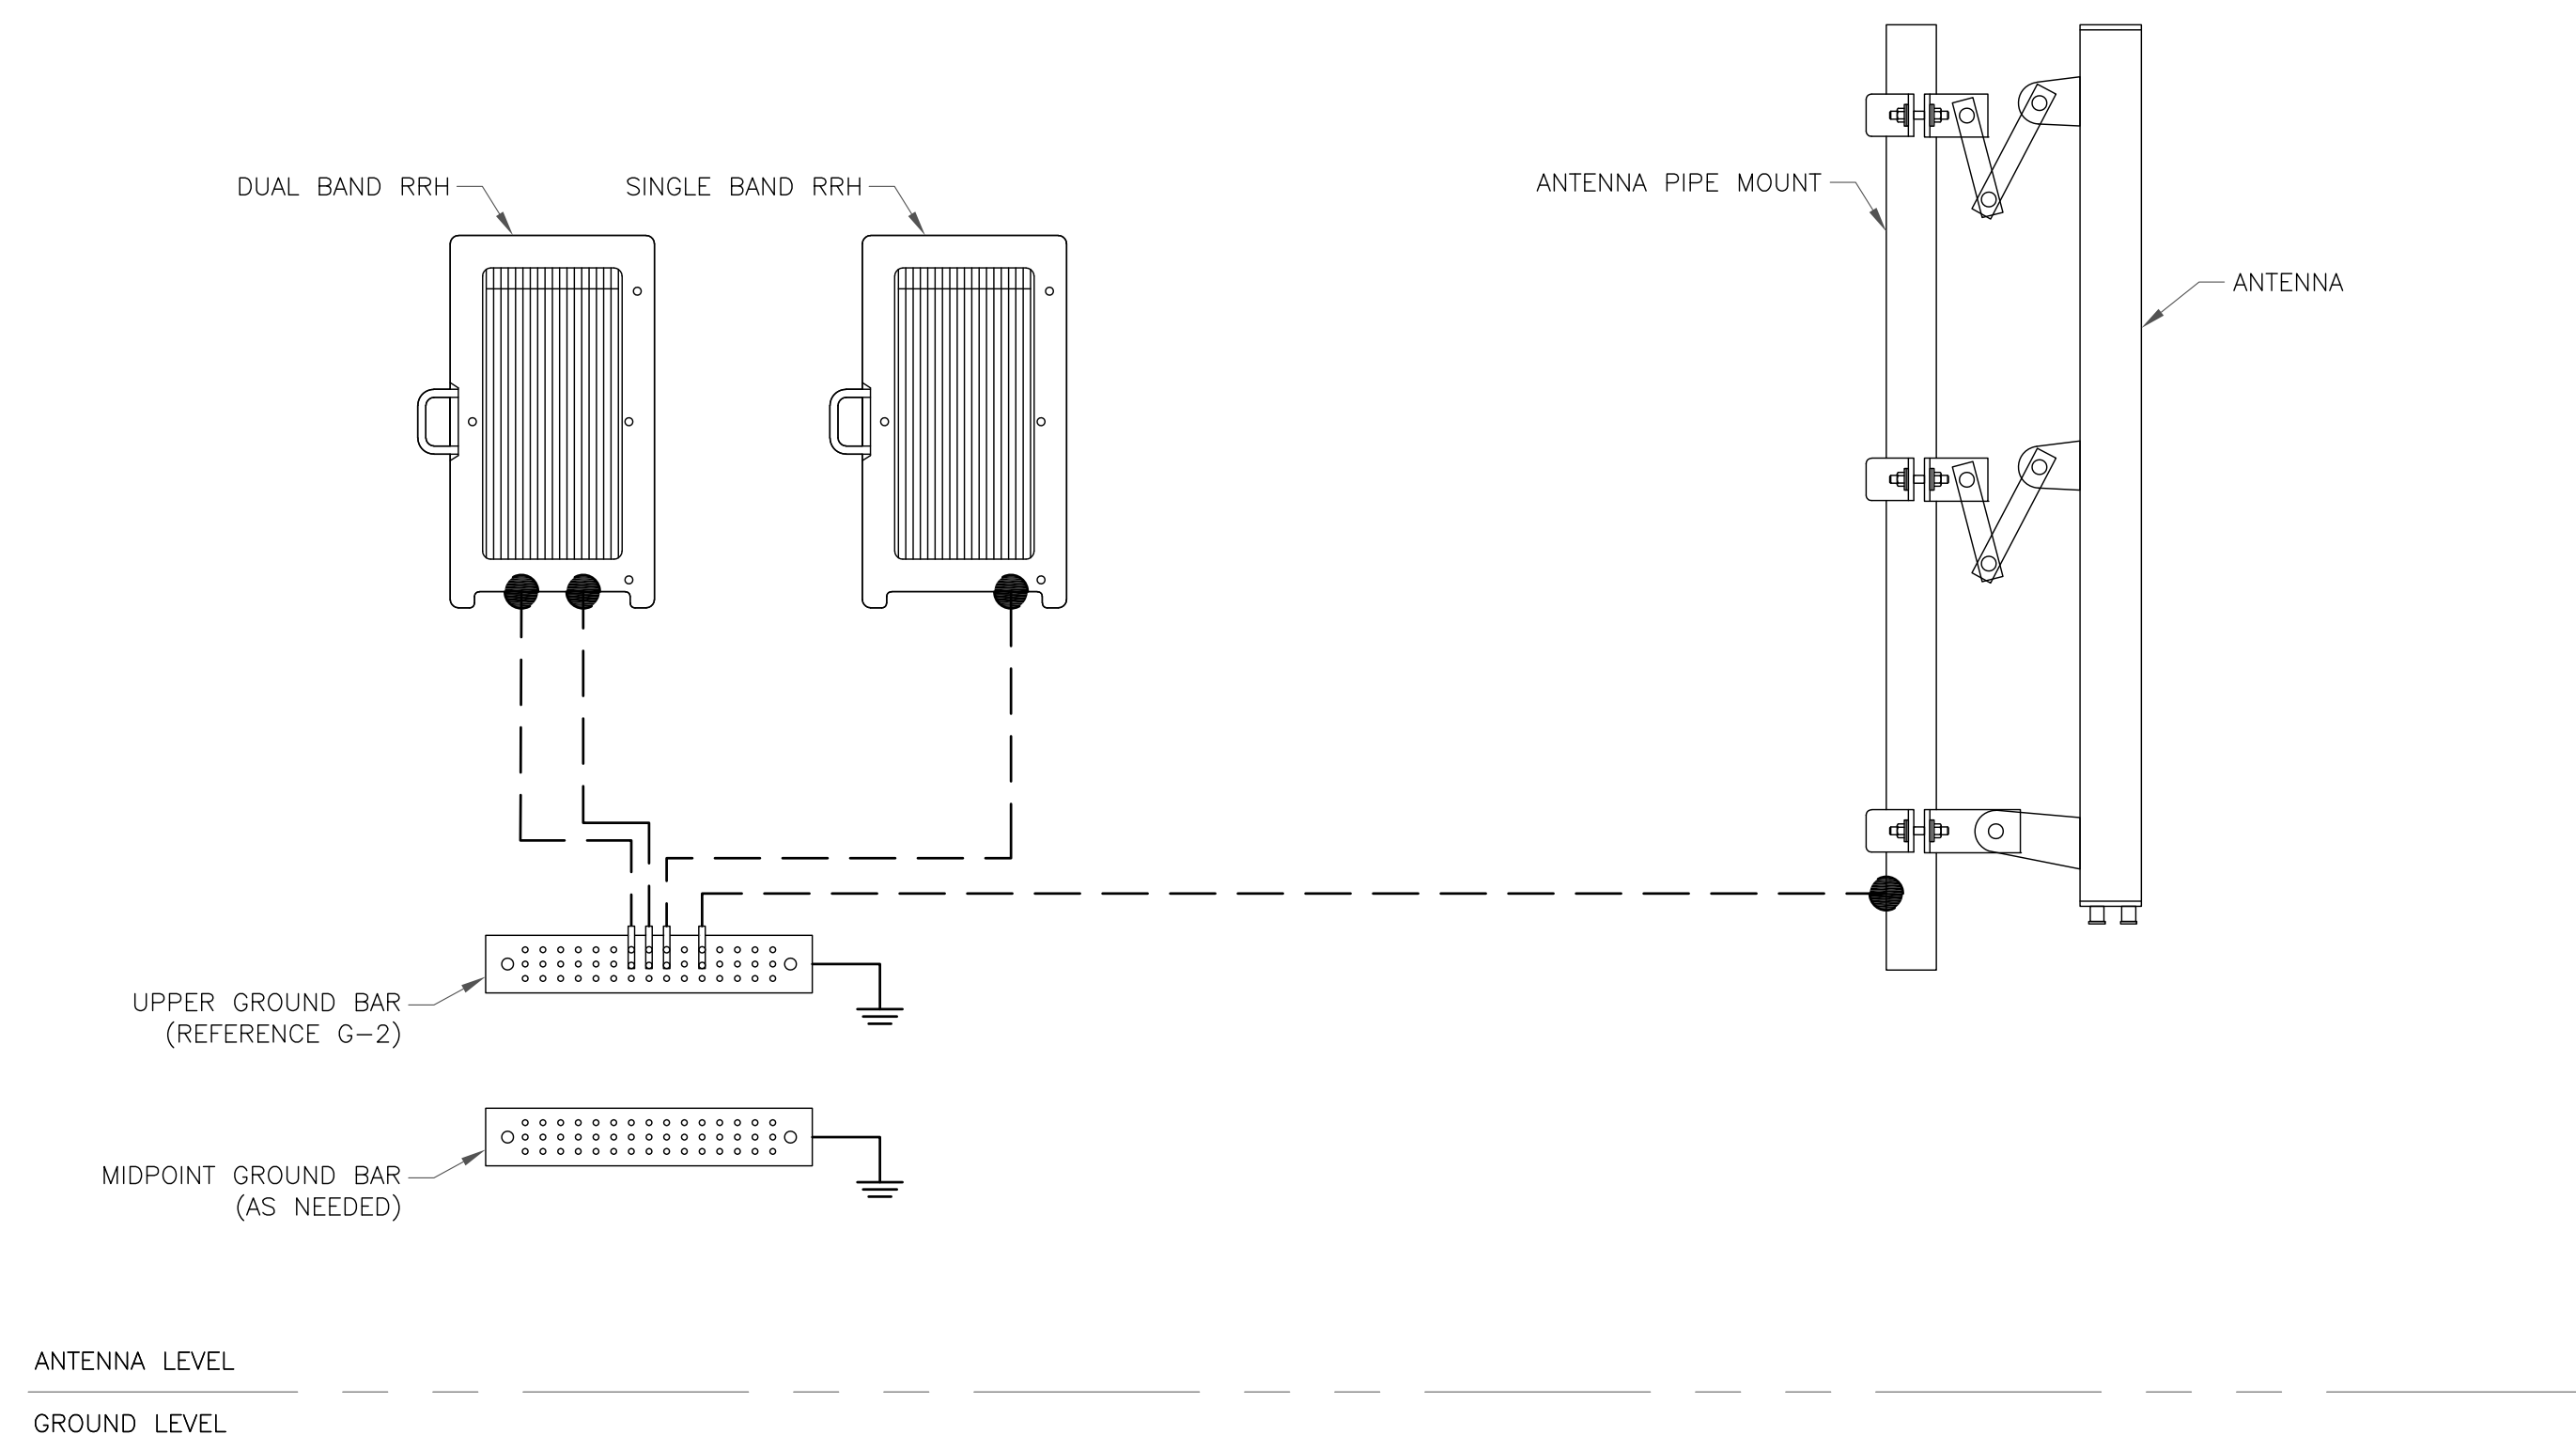 DUAL BAND RRH
SINGLE BAND RRH
ANTENNA PIPE MOUNT
ANTENNA
UPPER GROUND BAR
(REFERENCE G-2)
MIDPOINT GROUND BAR
(AS NEEDED)
ANTENNA LEVEL
GROUND LEVEL